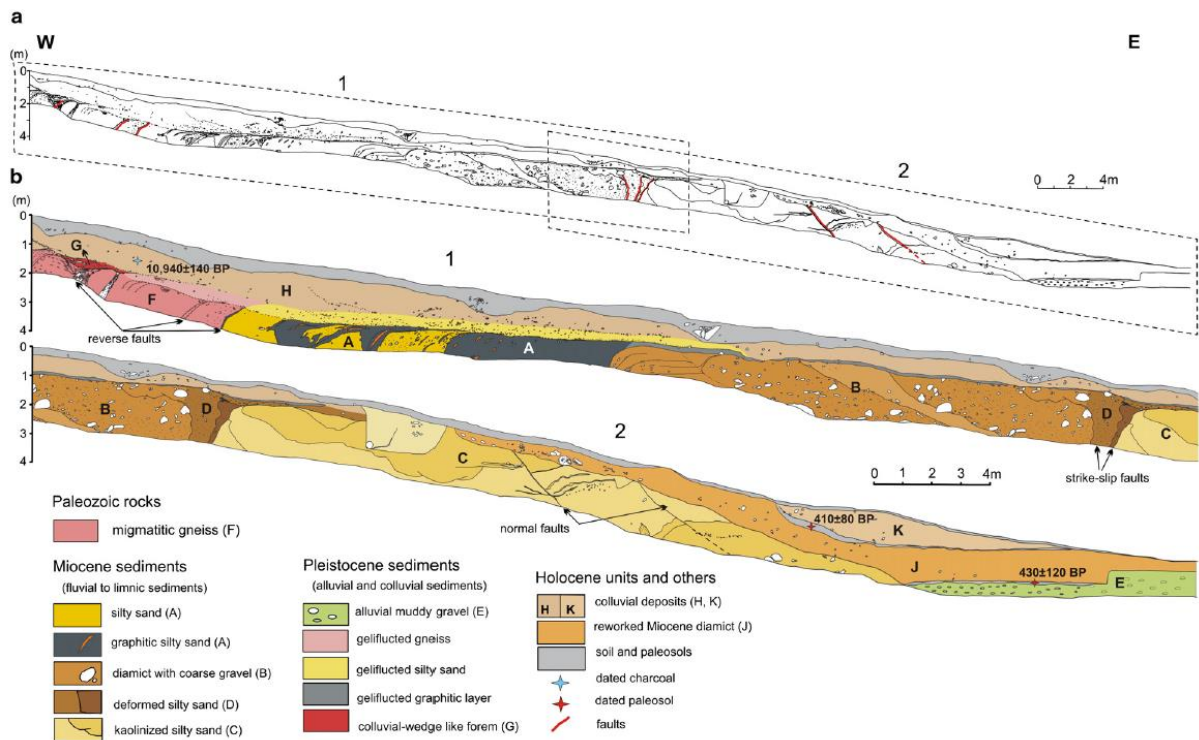 a
W
E
(m)
0
2
4
1
2
0 2 4m
b
(m)
0
1
2
3
4
G
10,940±140 BP
1
F
H
reverse faults
A
A
B
D
C
strike-slip faults
0
1
2
3
4
B
D
2
C
normal faults
0 1 2 3 4m
410±80 BP
K
J
430±120 BP
E
Paleozoic rocks
migmatitic gneiss (F)
Miocene sediments
(fluvial to limnic sediments)
silty sand (A)
graphitic silty sand (A)
diamict with coarse gravel (B)
deformed silty sand (D)
kaolinized silty sand (C)
Pleistocene sediments
(alluvial and colluvial sediments)
alluvial muddy gravel (E)
geliflucted gneiss
geliflucted silty sand
geliflucted graphitic layer
colluvial-wedge like forem (G)
Holocene units and others
H K colluvial deposits (H, K)
reworked Miocene diamict (J)
soil and paleosols
dated charcoal
dated paleosol
faults